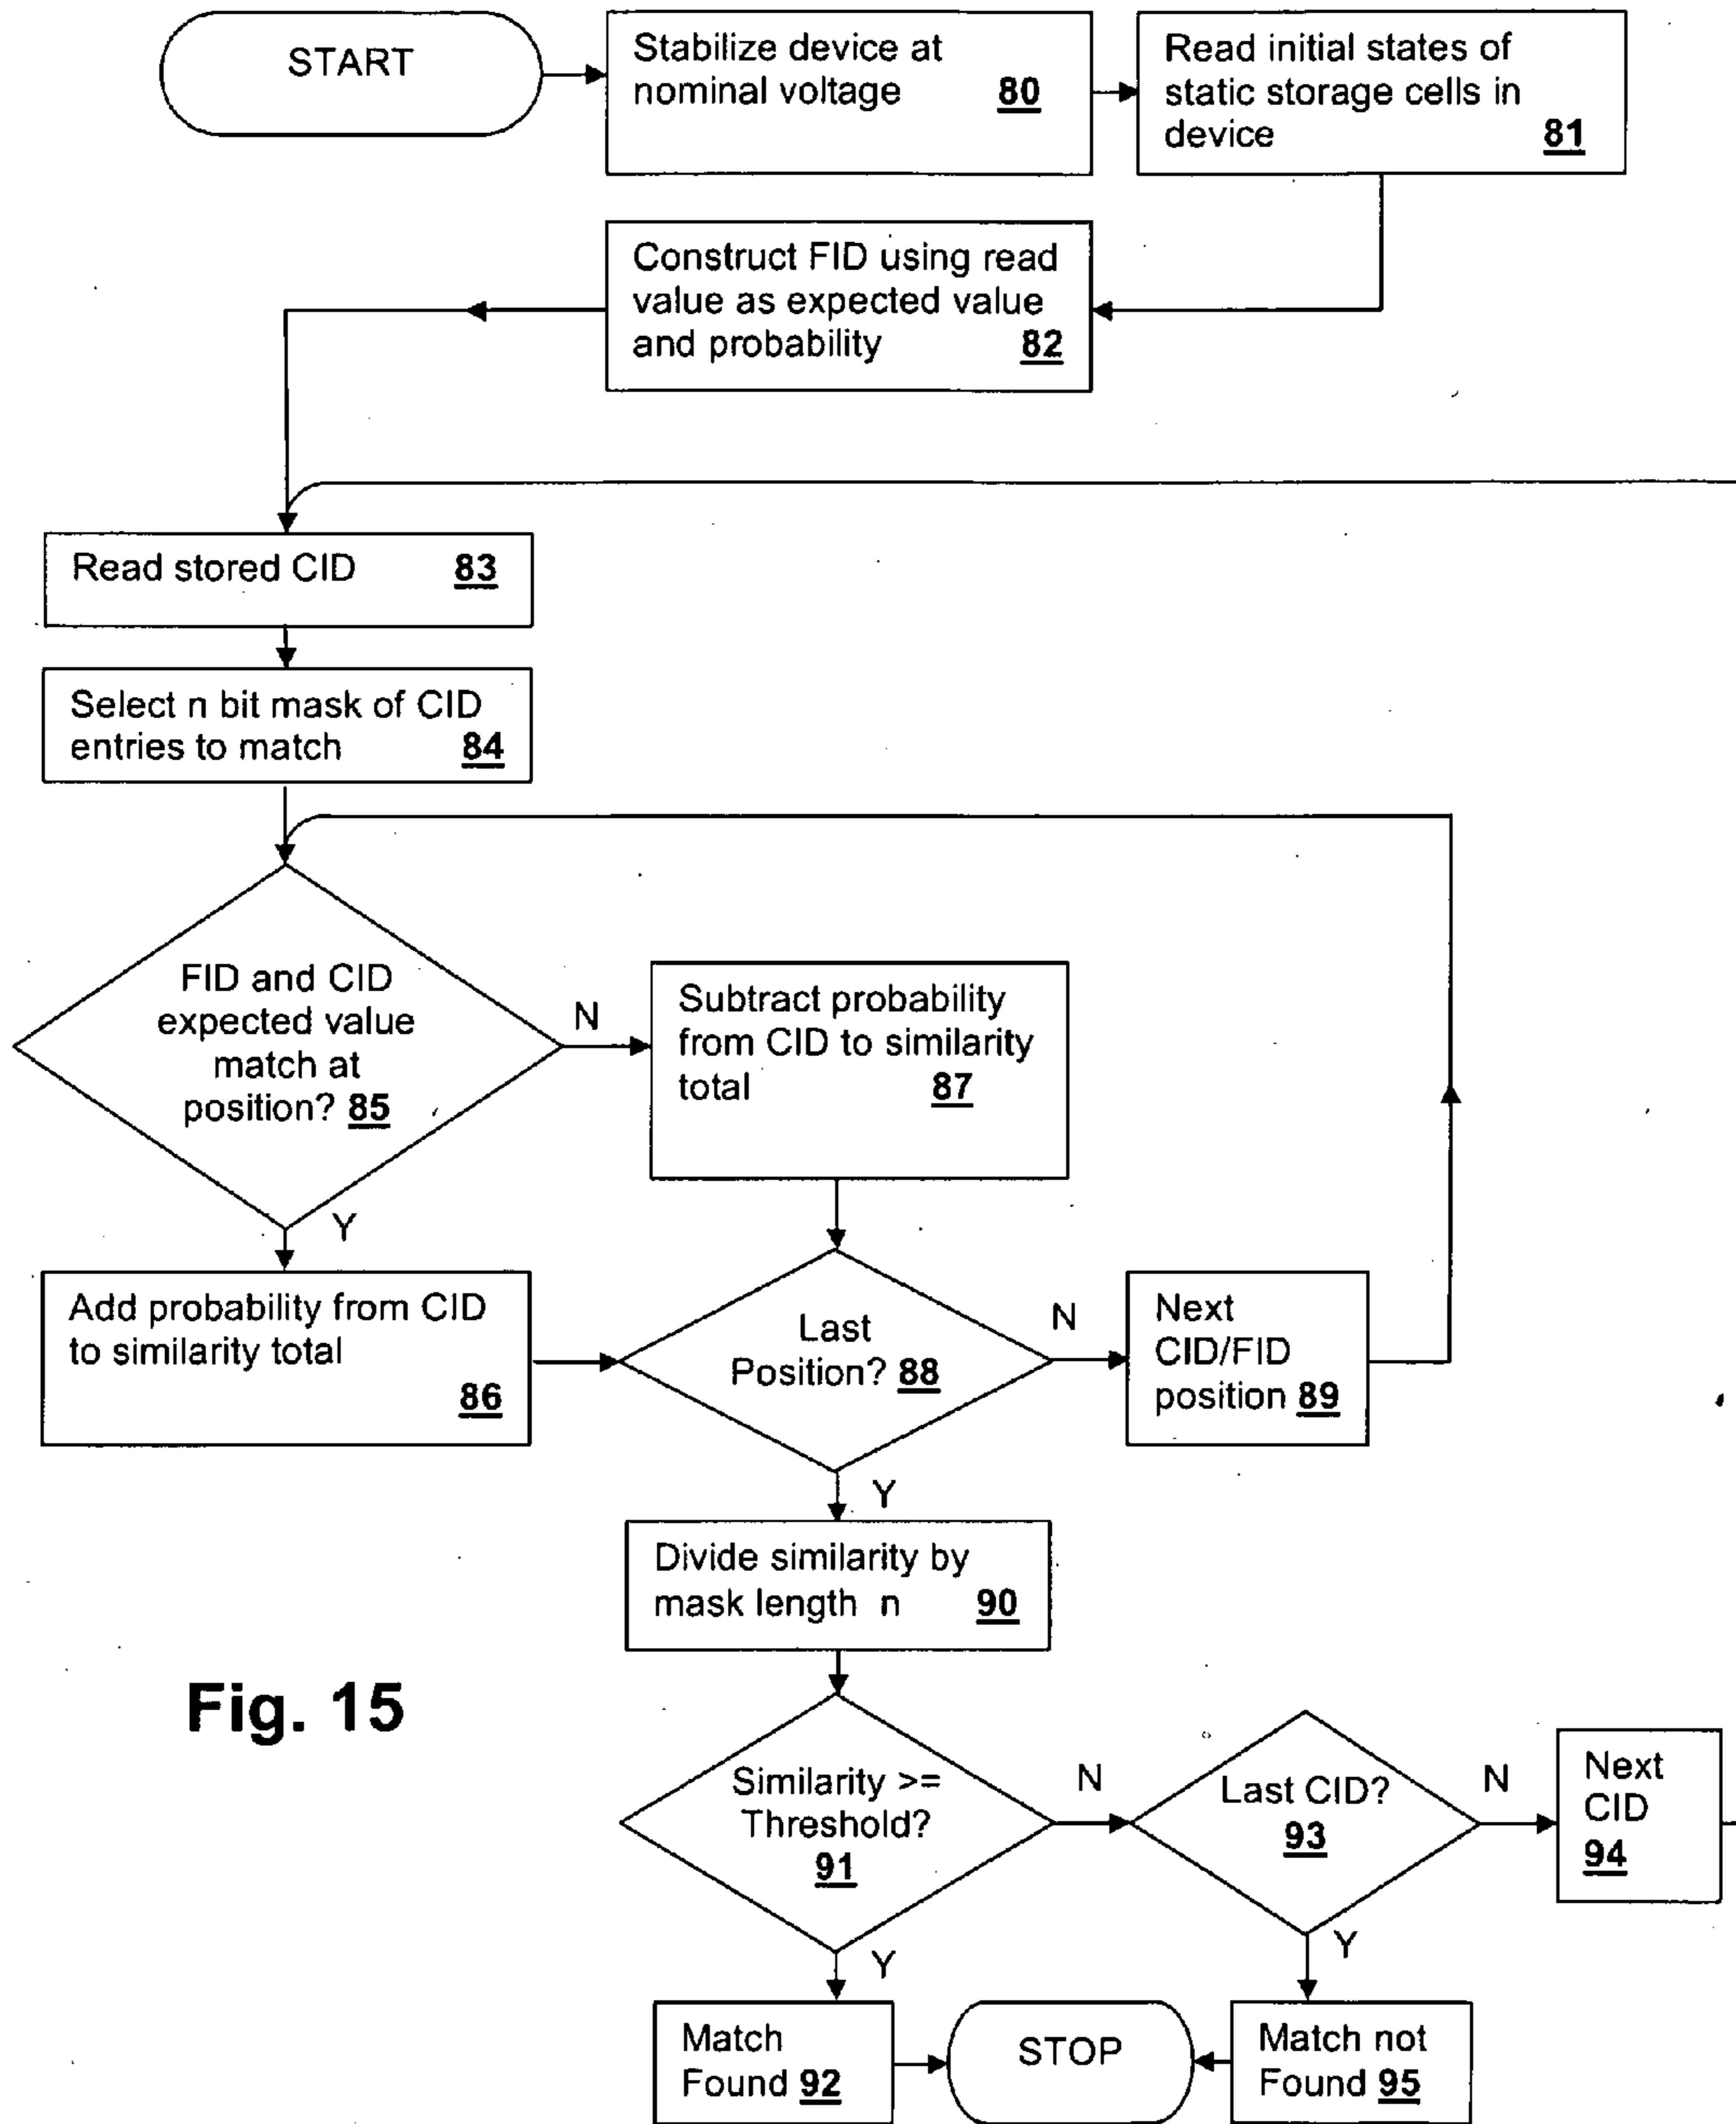 START
Stabilize device at
nominal voltage 80
Read initial states of
static storage cells in
device 81
Construct FID using read
value as expected value
and probability 82
Read stored CID 83
Select n bit mask of CID
entries to match 84
FID and CID
expected value
match at
position? 85
N
Subtract probability
from CID to similarity
total 87
Y
Add probability from CID
to similarity total
86
Last
Position? 88
N
Next
CID/FID
position 89
Y
Divide similarity by
mask length n 90
Fig. 15
Similarity >=
Threshold?
91
N
Last CID?
93
N
Next
CID
94
Y
Y
Match
Found 92
STOP
Match not
Found 95